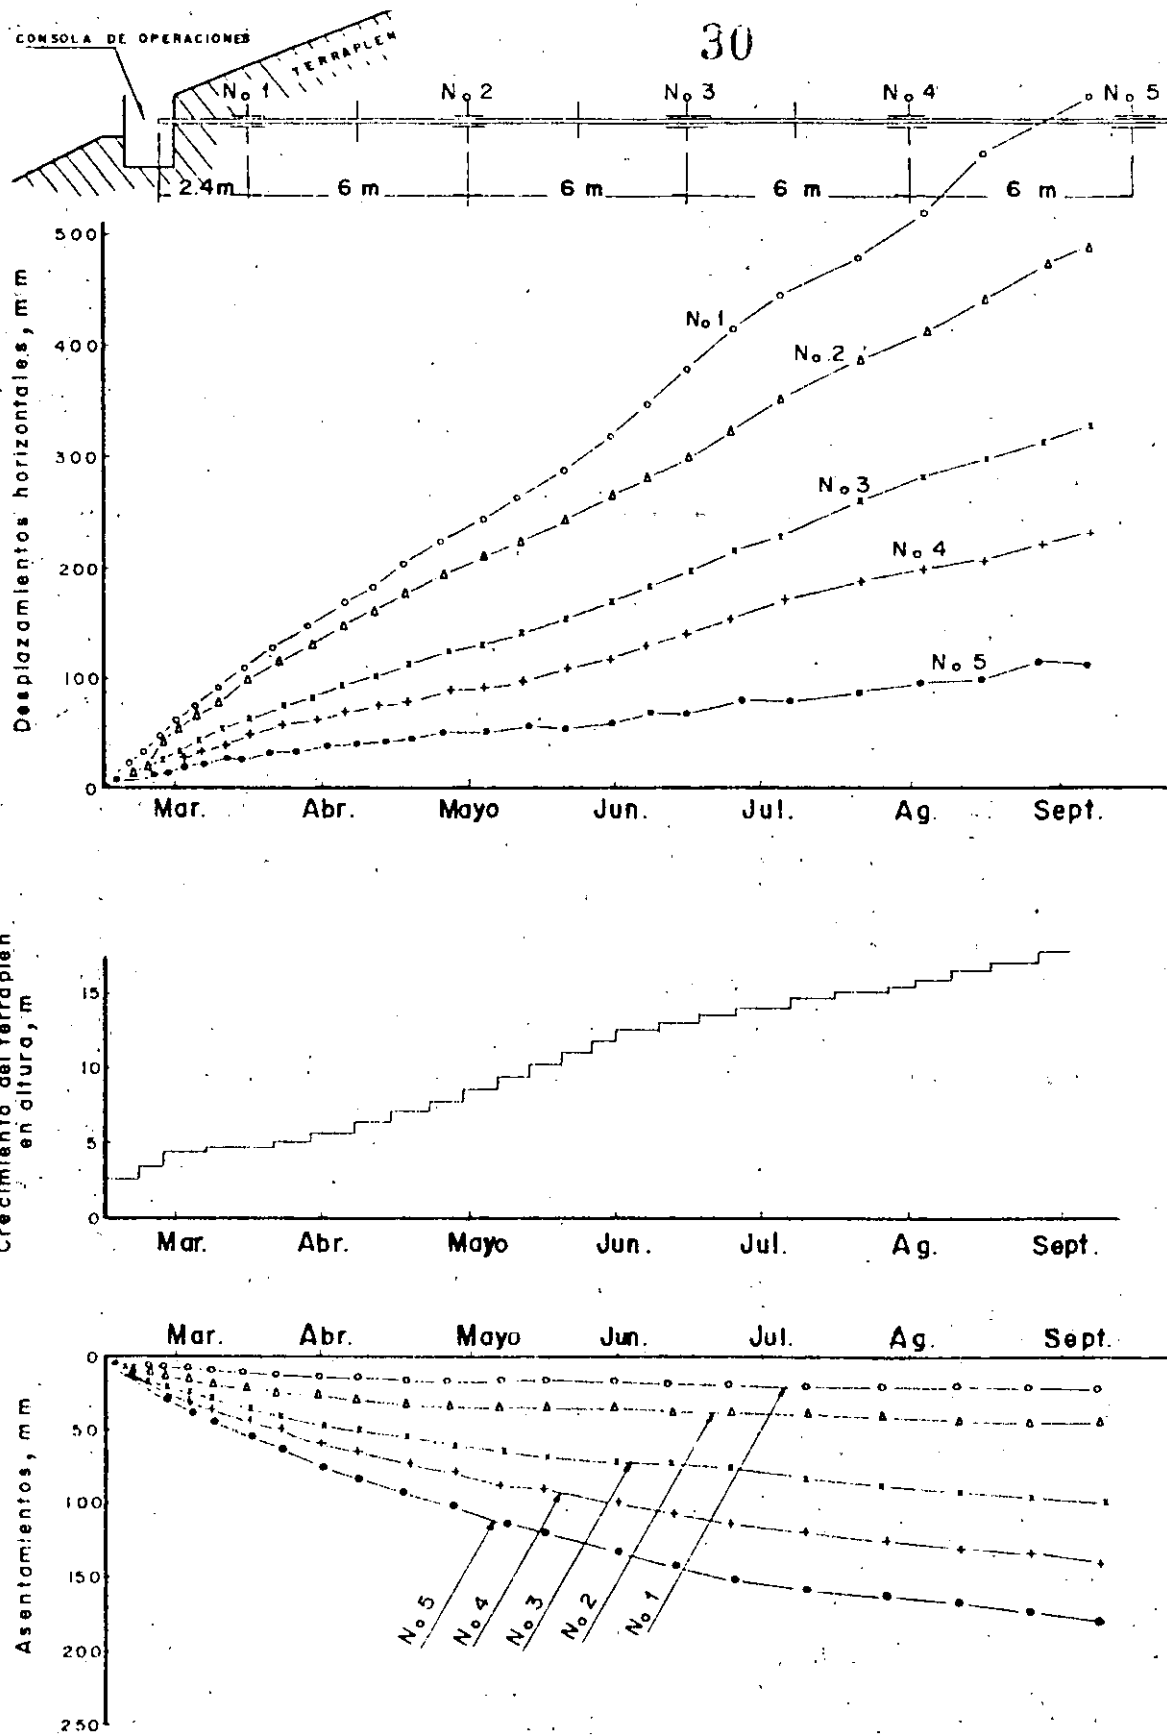 30
CONSOLA DE OPERACIONES
TERRAPLEN
No 1 No 2 No 3 No 4 No 5
2.4m 6 m 6 m 6 m 6 m
Desplazamientos horizontales, mm
500
400
300
200
100
0
No 1
No 2
No 3
No 4
No 5
Mar. Abr. Mayo Jun. Jul. Ag. Sept.
Crecimiento del terraplen
en altura, m
15
10
5
0
Mar. Abr. Mayo Jun. Jul. Ag. Sept.
Mar. Abr. Mayo Jun. Jul. Ag. Sept.
Asentamientos, mm
0
50
100
150
200
250
No 5 No 4 No 3 No 2 No 1